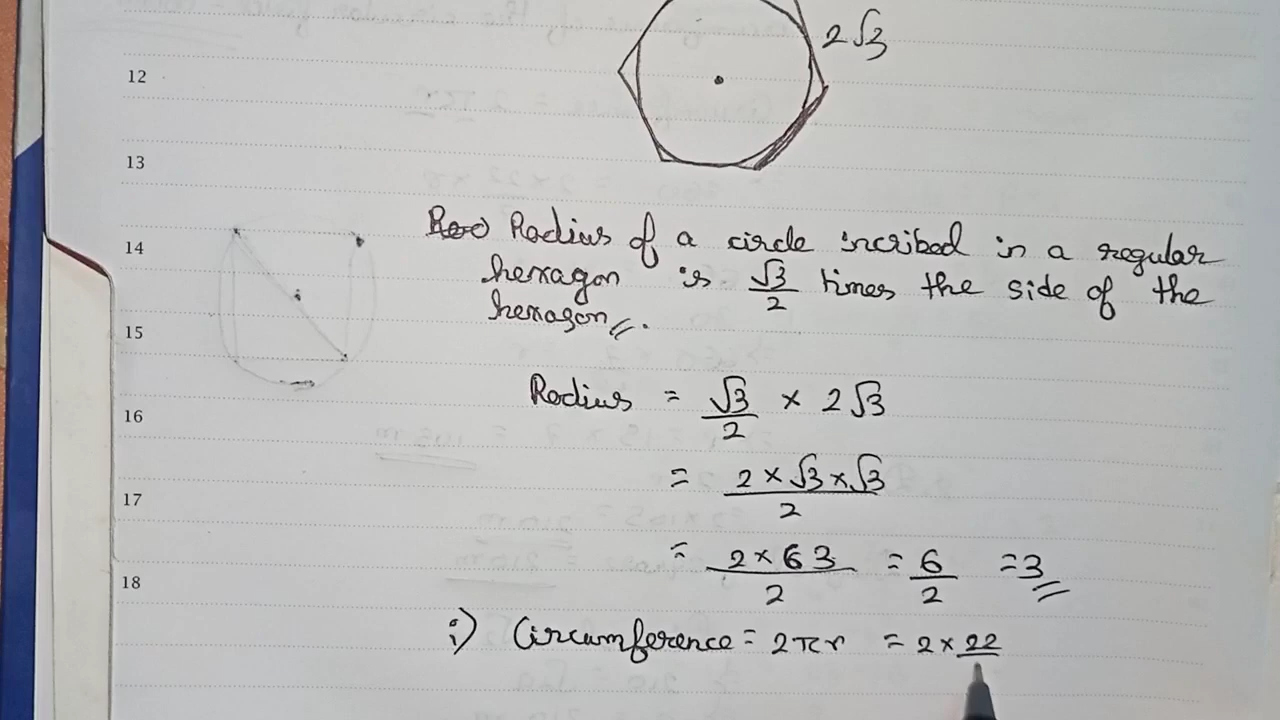 2√3
12
13
14
Radius of a circle incribed in a regular
hexagon is √3/2 times the side of the
hexagon.
15
Radius = √3/2 × 2√3
16
= 2×√3×√3/2
17
= 2×63/2 = 6/2 = 3
18
i) Circumference = 2πr = 2×22